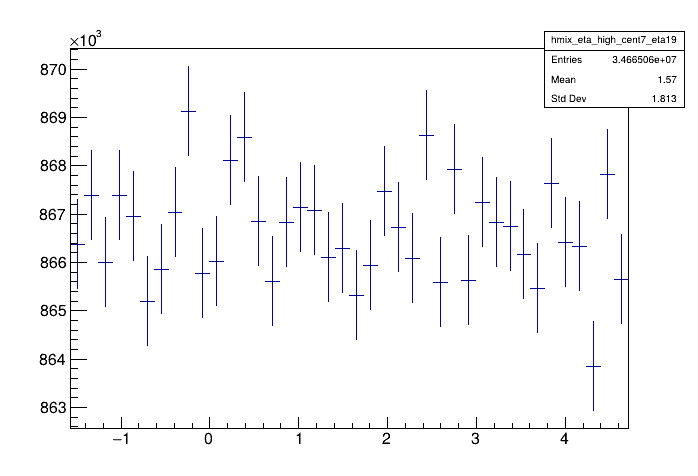 ×10³
hmix_eta_high_cent7_eta19
Entries 3.466506e+07
Mean 1.57
Std Dev 1.813
870
869
868
867
866
865
864
863
−1 0 1 2 3 4